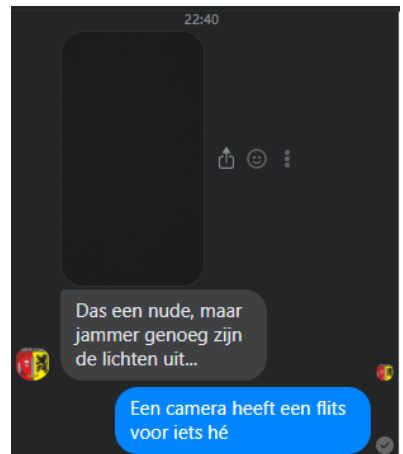 22:40
Das een nude, maar
jammer genoeg zijn
de lichten uit...
Een camera heeft een flits
voor iets hé